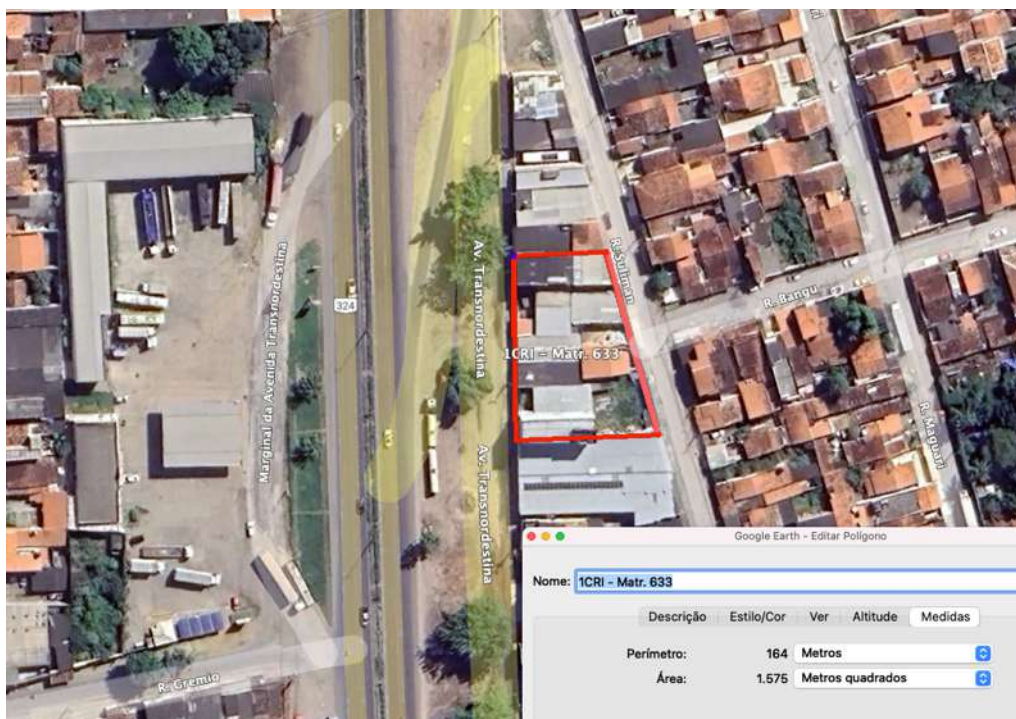 R. Suliman
Av. Transnordestina
Marginal da Avenida Transnordestina
324
R. Bangu
1CRI - Matr. 633
R. Maguari
Av. Transnordestina
R. Gremio
Google Earth - Editar Polígono
Nome: 1CRI - Matr. 633
Descrição Estilo/Cor Ver Altitude Medidas
Perímetro: 164 Metros
Área: 1.575 Metros quadrados